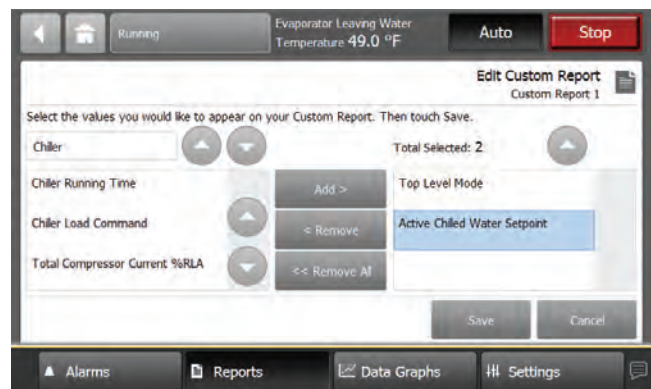 Running
Evaporator Leaving Water
Temperature 49.0 °F
Auto
Stop
Edit Custom Report
Custom Report 1
Select the values you would like to appear on your Custom Report. Then touch Save.
Chiller
Total Selected: 2
Chiller Running Time
Add >
Top Level Mode
Chiller Load Command
< Remove
Active Chilled Water Setpoint
Total Compressor Current %RLA
<< Remove All
Save
Cancel
Alarms
Reports
Data Graphs
Settings